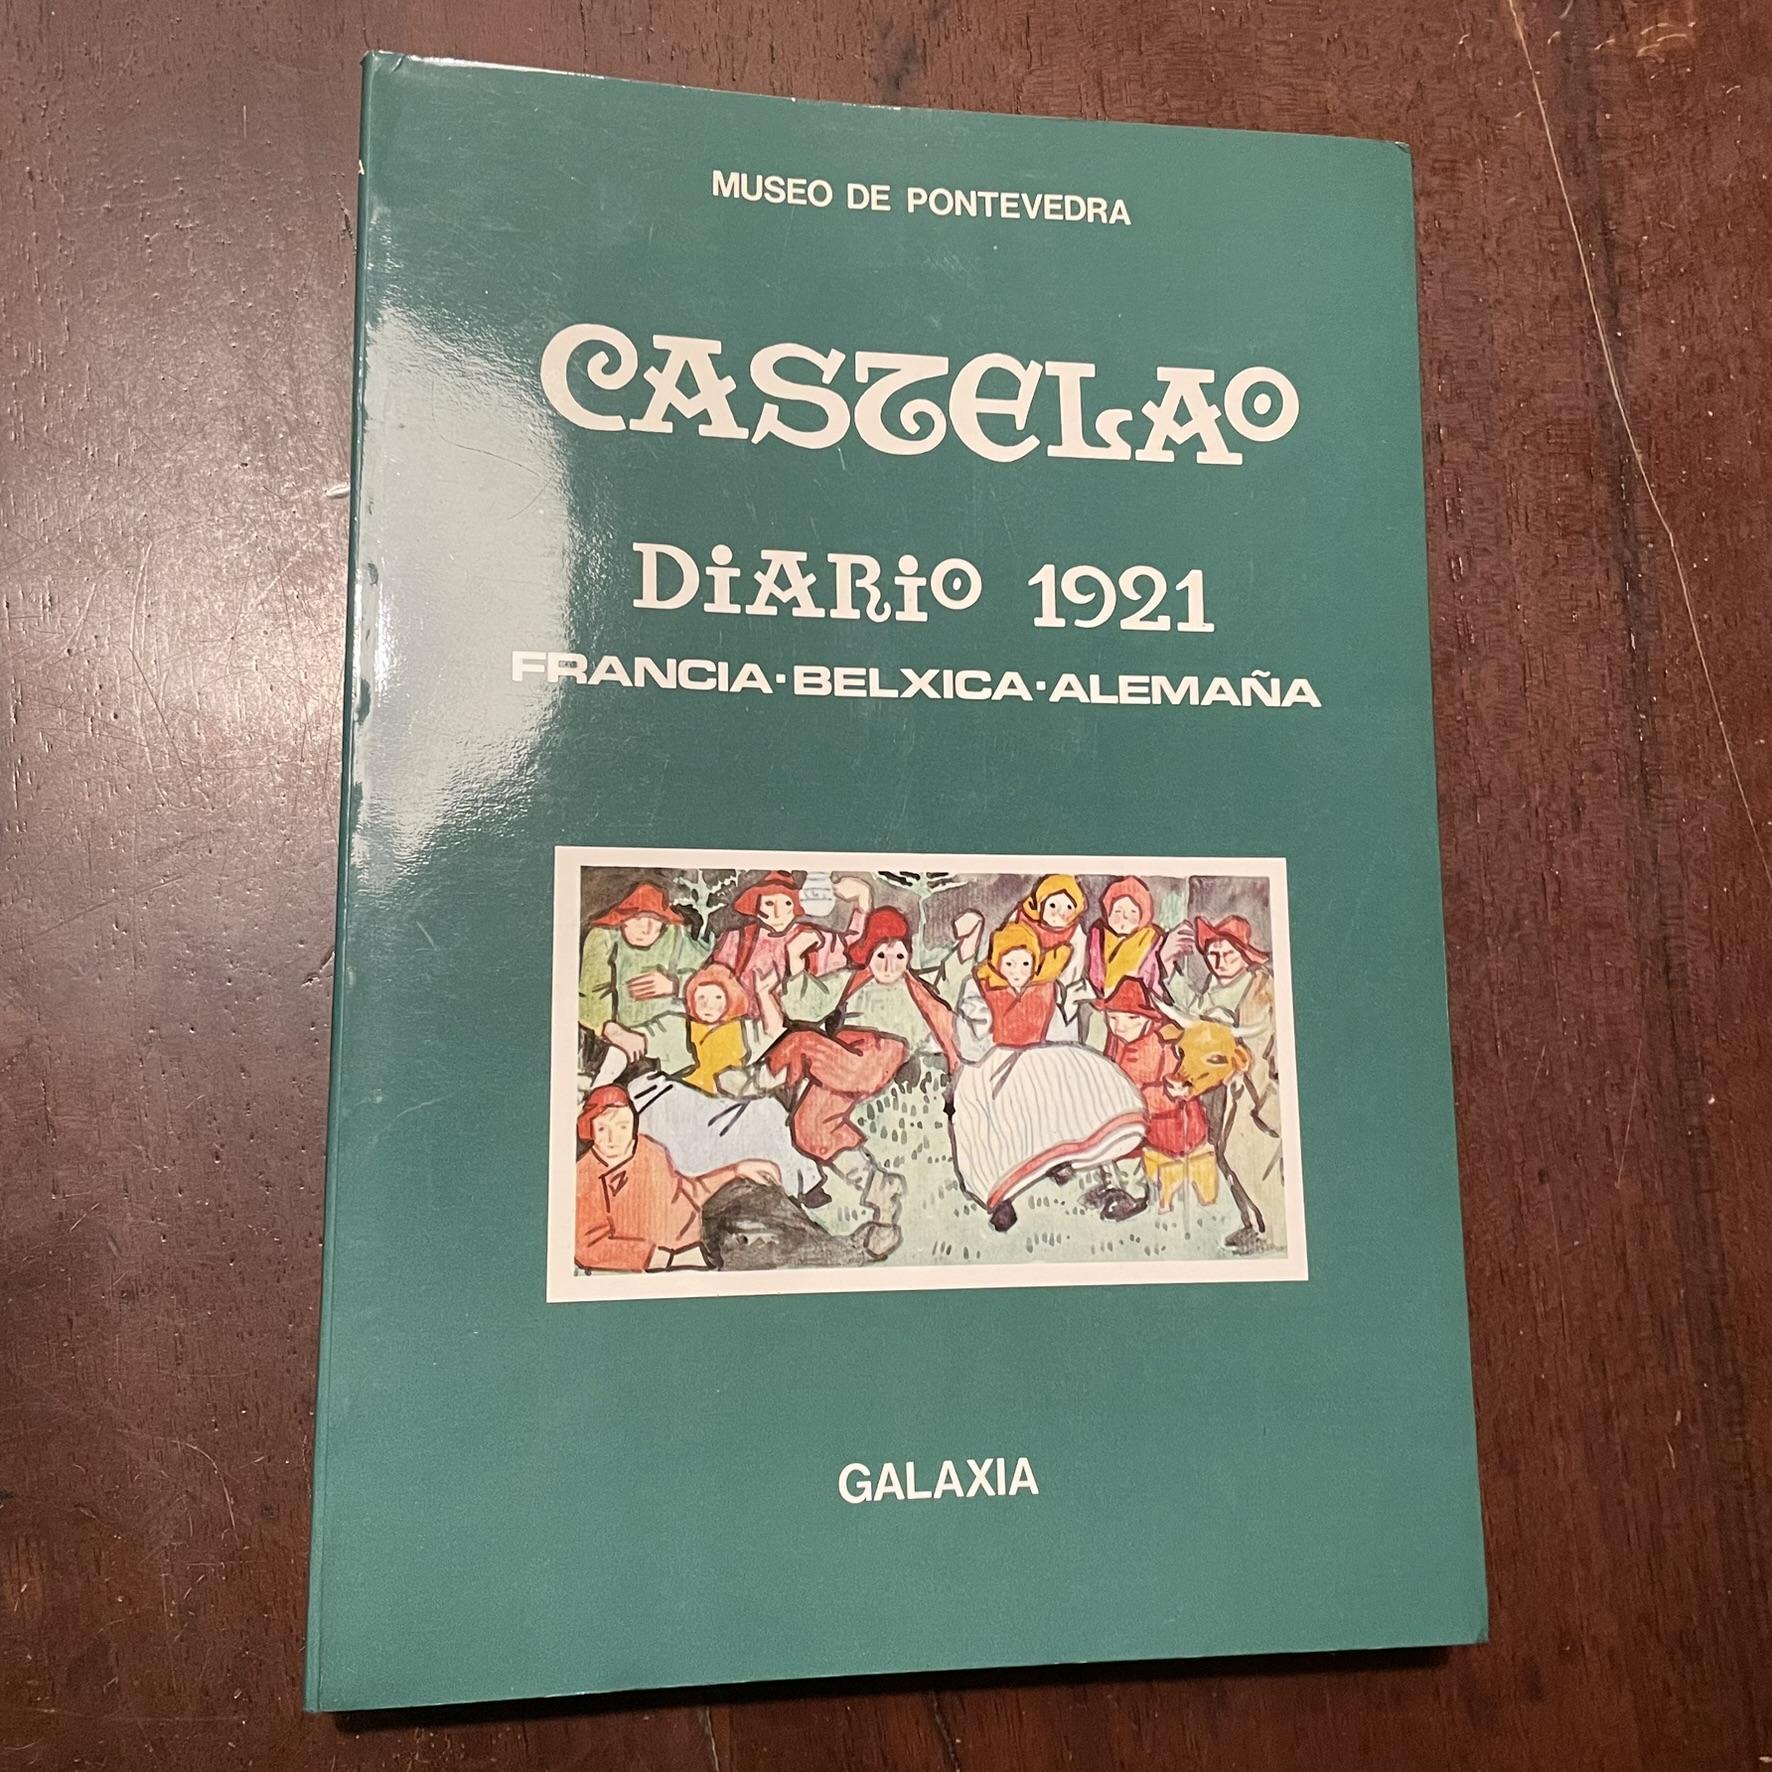 MUSEO DE PONTEVEDRA
CASTELAO
DiARiO 1921
FRANCIA·BELXICA·ALEMAÑA
GALAXIA